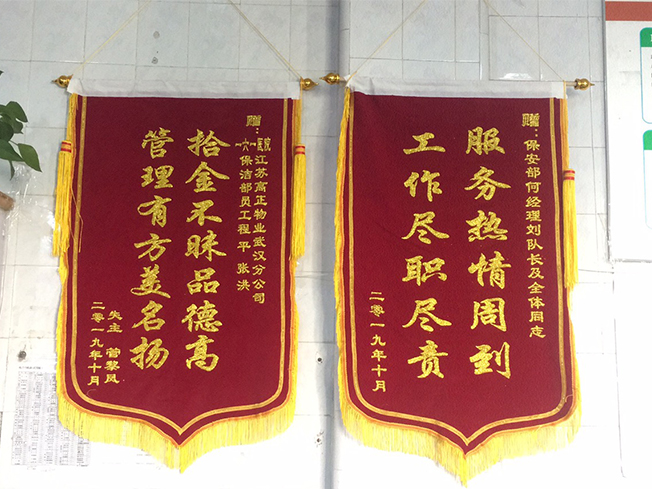 赠：江苏高正物业武汉分公司
保洁部员工程平 张洪
拾金不昧品德高
管理有方美名扬
失主 曾黎风
二零一九年十月
赠：保安部何经理刘队长及全体同志
服务热情周到
工作尽职尽责
二零一九年十月